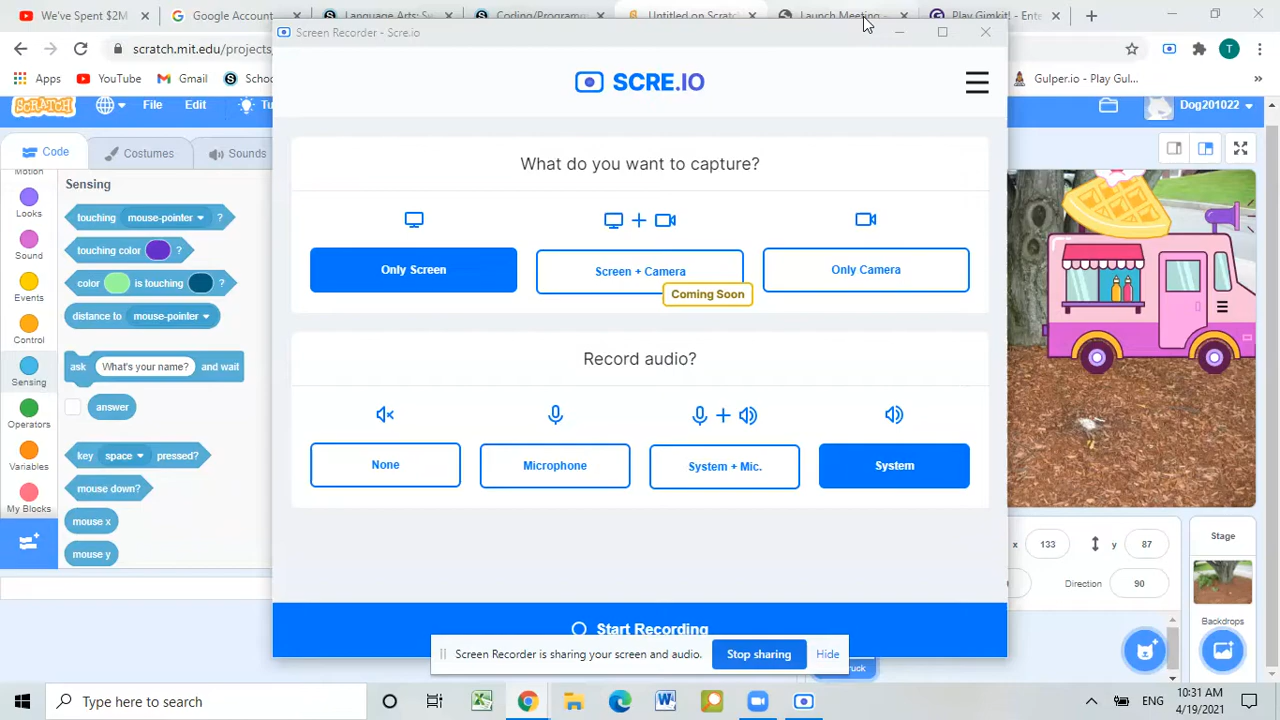 We've Spent $2M
Google Account
Untitled on Scratch
Launch Meeting -
Play Gimkit! - Ente
Screen Recorder - Scre.io
scratch.mit.edu/projects
T
Apps
YouTube
Gmail
Gulper.io - Play Gul...
»
SCRATCH
File
Edit
Dog201022
Code
Costumes
Sounds
SCRE.IO
What do you want to capture?
Only Screen
Screen + Camera
Only Camera
Coming Soon
Record audio?
None
Microphone
System + Mic.
System
Start Recording
Motion
Looks
Sound
Events
Control
Sensing
Operators
Variables
My Blocks
Sensing
touching mouse-pointer ?
touching color ?
color is touching ?
distance to mouse-pointer
ask What's your name? and wait
answer
key space pressed?
mouse down?
mouse x
mouse y
x 133 y 87
Direction 90
Stage
Backdrops
Screen Recorder is sharing your screen and audio.
Stop sharing
Hide
Type here to search
ENG
10:31 AM
4/19/2021